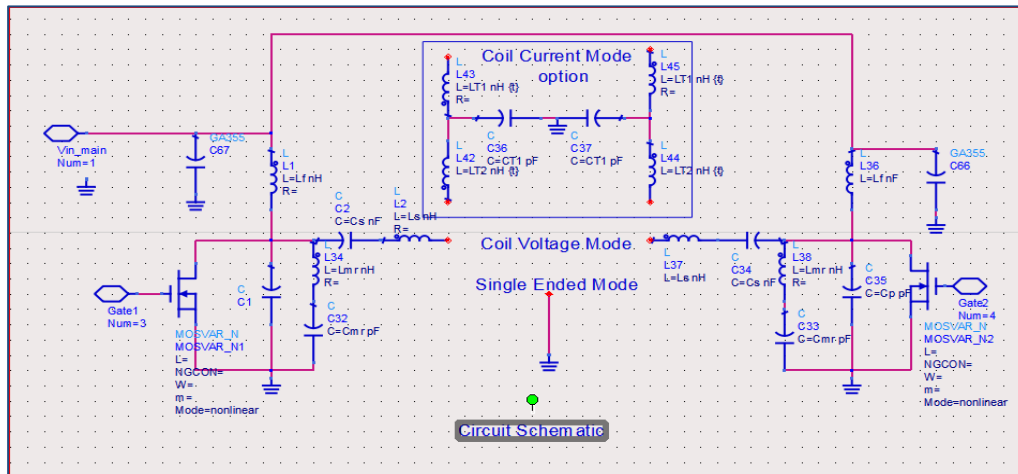 Coil Current Mode
option
L
L43
L=LT1 nH {t}
R=
L
L45
L=LT1 nH {t}
R=
C
C36
C=CT1 pF
C
C37
C=CT1 pF
L
L42
L=LT2 nH {t}
R=
L
L44
L=LT2 nH {t}
R=
Vin_main
Num=1
GA355
C67
L
L1
L=Lf nH
R=
L
L36
L=Lf nF
GA355
C66
C
C2
C=Cs nF
L
L2
L=Ls nH
R=
Coil Voltage Mode
L
L37
L=Ls nH
C
C34
C=Cs nF
L
L34
L=Lmr nH
R=
L
L38
L=Lmr nH
R=
Single Ended Mode
Gate1
Num=3
C
C1
C
C32
C=Cmr pF
C
C33
C=Cmr pF
C
C35
C=Cp pF
Gate2
Num=4
MOSVAR_N
MOSVAR_N1
L=
NGCON=
W=
m=
Mode=nonlinear
MOSVAR_N
MOSVAR_N2
L=
NGCON=
W=
m=
Mode=nonlinear
Circuit Schematic